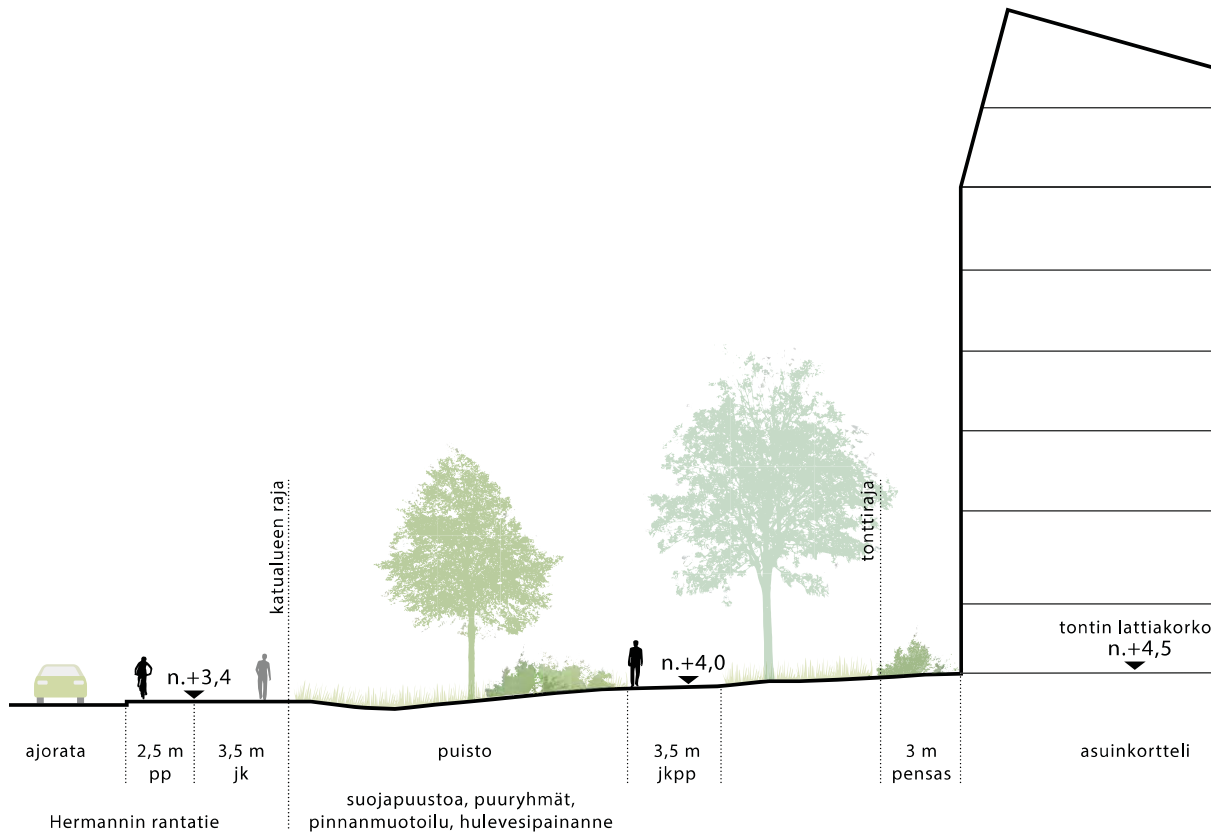 katualueen raja
tonttiraja
tontin lattiakorko
n.+4,5
n.+3,4
n.+4,0
ajorata
2,5 m
pp
3,5 m
jk
puisto
3,5 m
jkpp
3 m
pensas
asuinkortteli
Hermannin rantatie
suojapuustoa, puuryhmät,
pinnanmuotoilu, hulevesipainanne